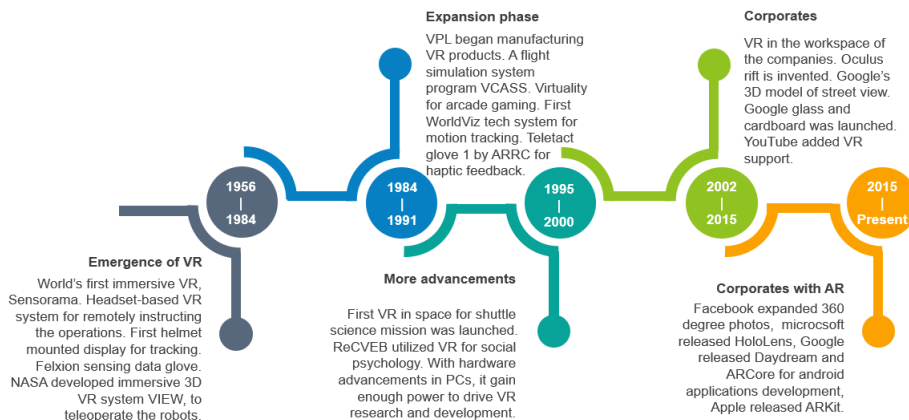 Expansion phase
VPL began manufacturing
VR products. A flight
simulation system
program VCASS. Virtuality
for arcade gaming. First
WorldViz tech system for
motion tracking. Teletact
glove 1 by ARRC for
haptic feedback.
Corporates
VR in the workspace of
the companies. Oculus
rift is invented. Google's
3D model of street view.
Google glass and
cardboard was launched.
YouTube added VR
support.
1956
1984
1984
1991
1995
2000
2002
2015
2015
Present
Emergence of VR
World's first immersive VR,
Sensorama. Headset-based VR
system for remotely instructing
the operations. First helmet
mounted display for tracking.
Felxion sensing data glove.
NASA developed immersive 3D
VR system VIEW, to
teleoperate the robots.
More advancements
First VR in space for shuttle
science mission was launched.
ReCVEB utilized VR for social
psychology. With hardware
advancements in PCs, it gain
enough power to drive VR
research and development.
Corporates with AR
Facebook expanded 360
degree photos, microcsoft
released HoloLens, Google
released Daydream and
ARCore for android
applications development,
Apple released ARKit.